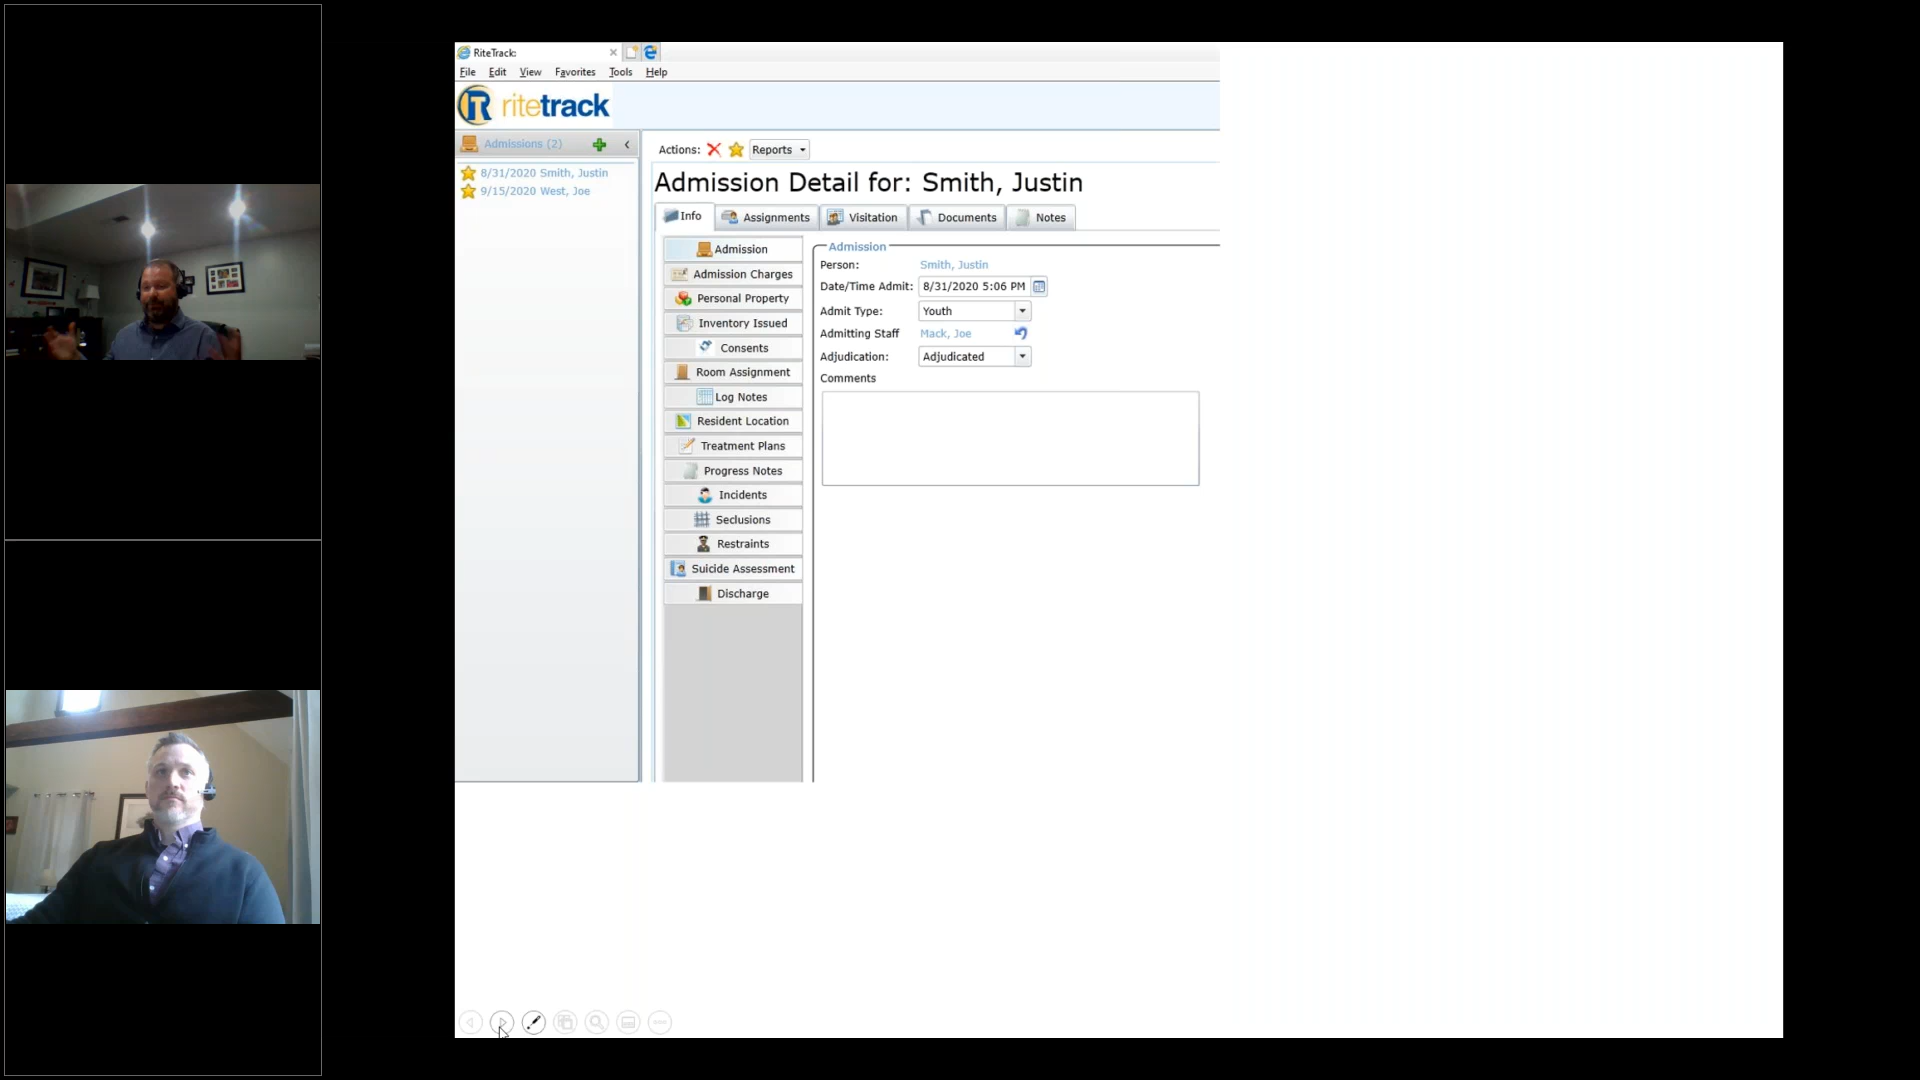 RiteTrack:
File Edit View Favorites Tools Help
ritetrack
Admissions (2)
8/31/2020 Smith, Justin
9/15/2020 West, Joe
Actions: Reports
Admission Detail for: Smith, Justin
Info Assignments Visitation Documents Notes
Admission
Admission Charges
Personal Property
Inventory Issued
Consents
Room Assignment
Log Notes
Resident Location
Treatment Plans
Progress Notes
Incidents
Seclusions
Restraints
Suicide Assessment
Discharge
Admission
Person: Smith, Justin
Date/Time Admit: 8/31/2020 5:06 PM
Admit Type: Youth
Admitting Staff Mack, Joe
Adjudication: Adjudicated
Comments